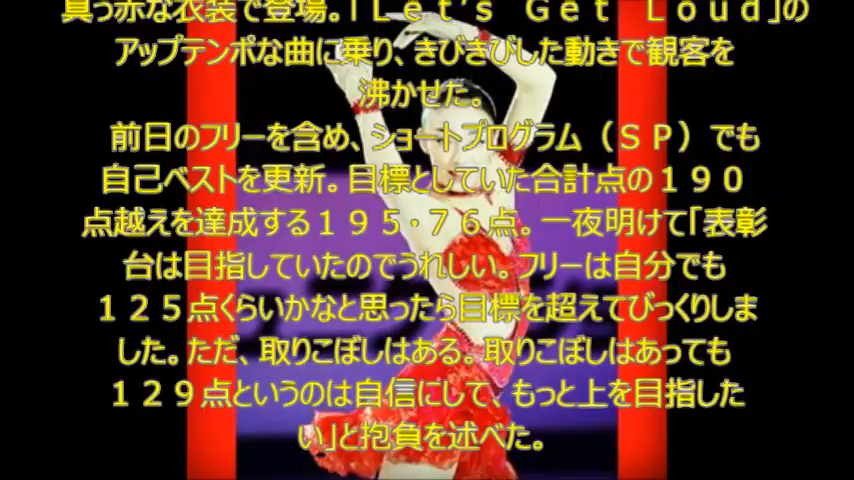 真っ赤な衣装で登場。「Ｌｅｔ’ｓ　Ｇｅｔ　Ｌｏｕｄ」の
アップテンポな曲に乗り、きびきびした動きで観客を
沸かせた。
前日のフリーを含め、ショートプログラム（ＳＰ）でも
自己ベストを更新。目標としていた合計点の１９０
点越えを達成する１９５・７６点。一夜明けて「表彰
台は目指していたのでうれしい。フリーは自分でも
１２５点くらいかなと思ったら目標を超えてびっくりしま
した。ただ、取りこぼしはある。取りこぼしはあっても
１２９点というのは自信にして、もっと上を目指した
い」と抱負を述べた。